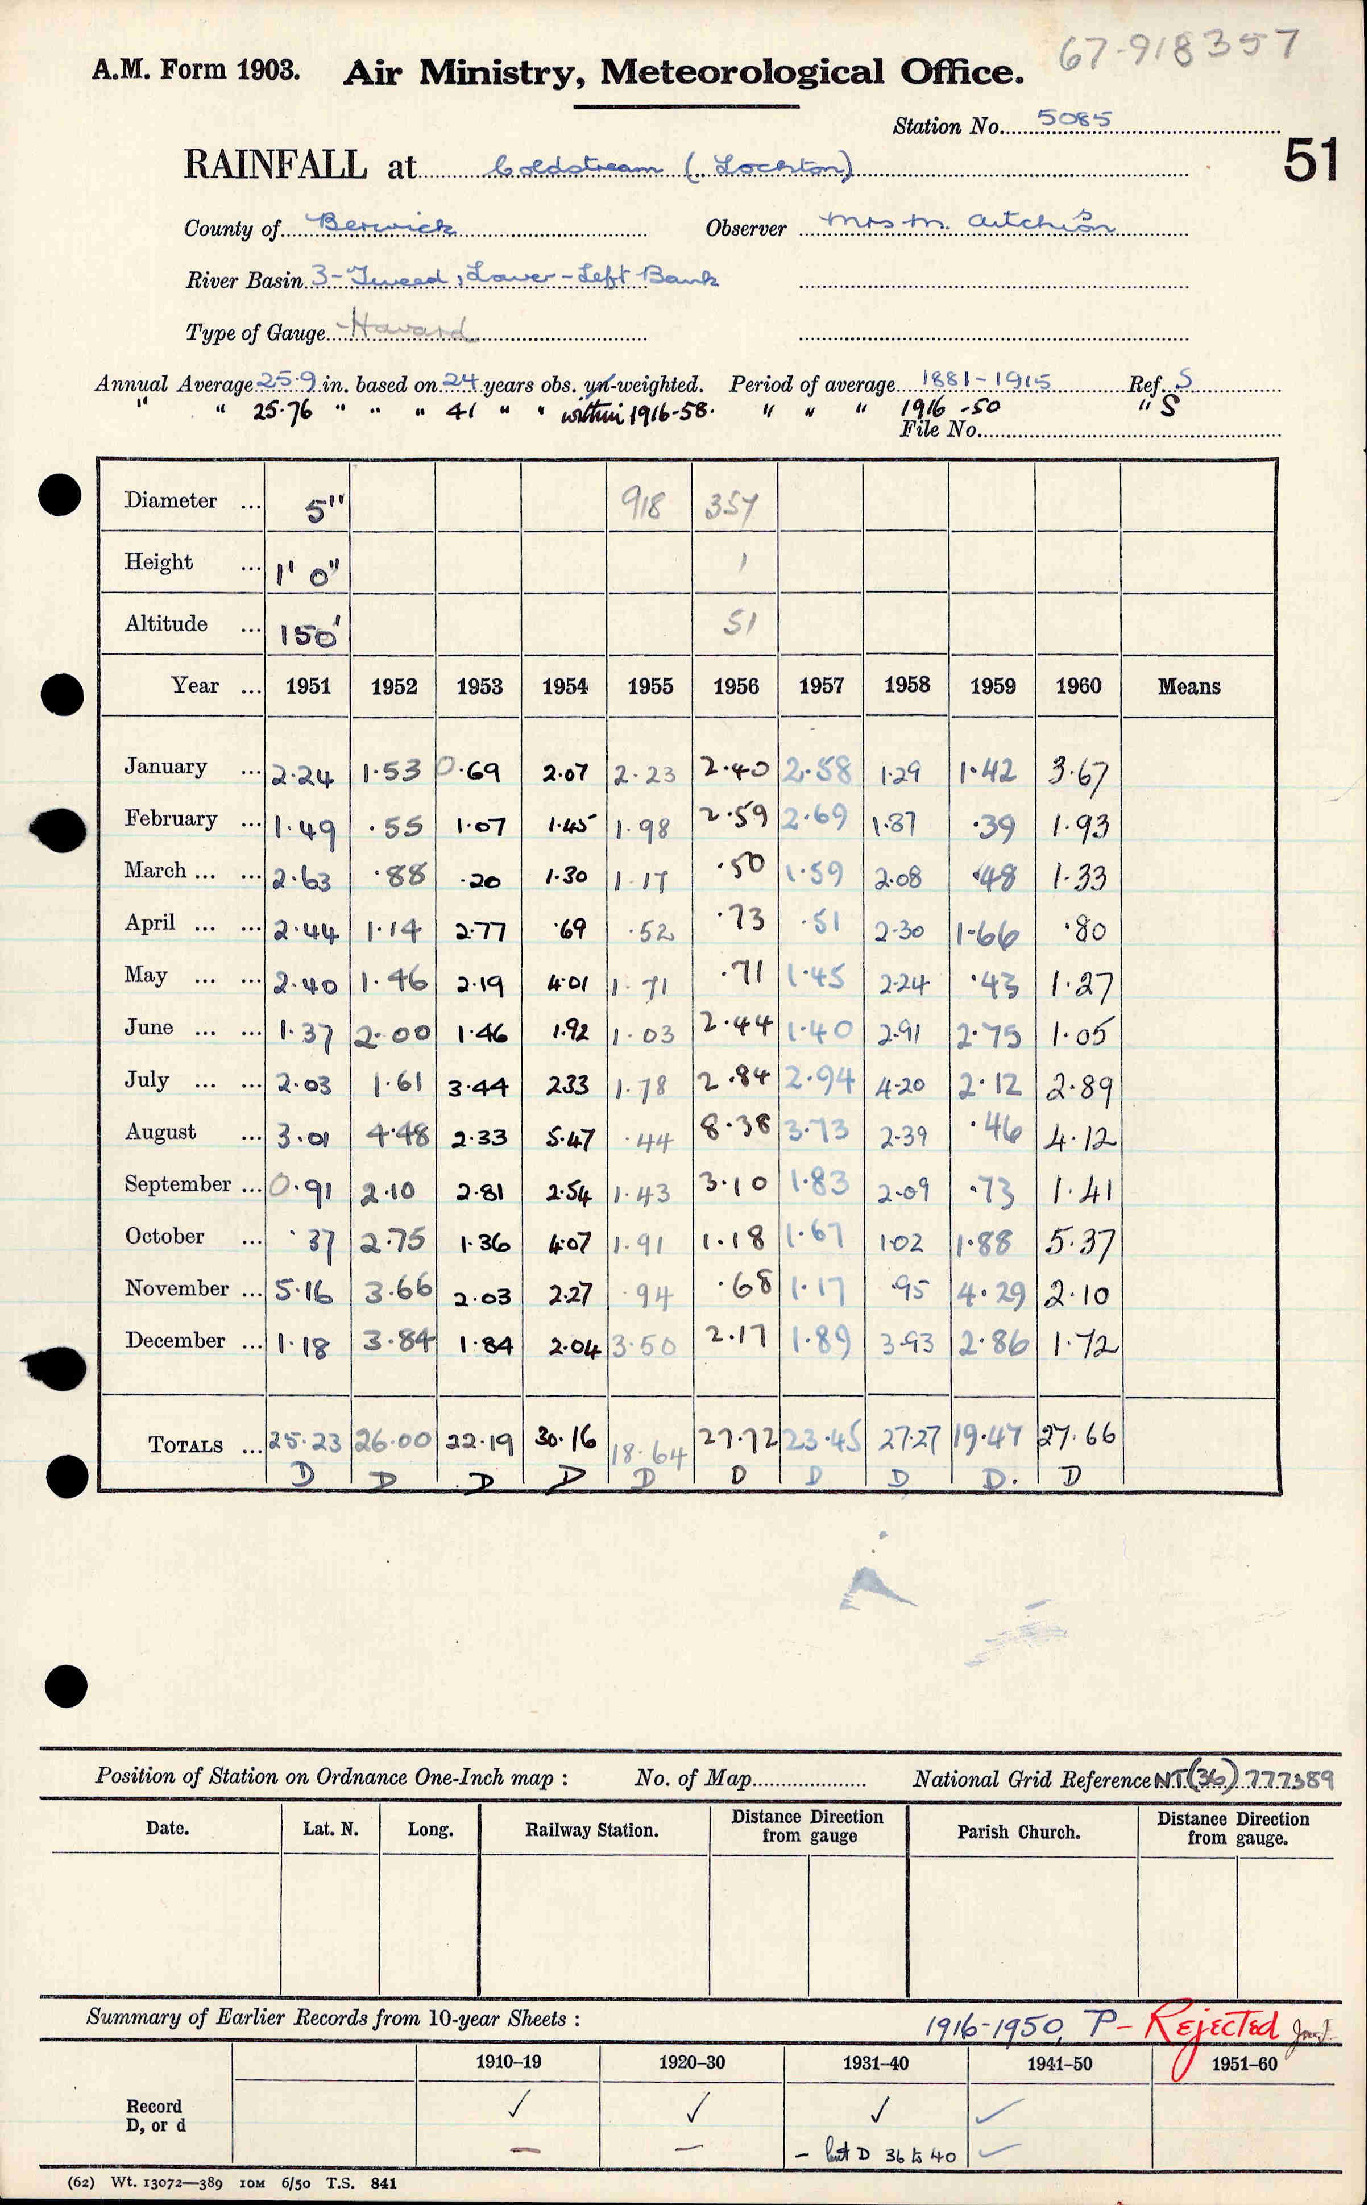 67-918357
A.M. Form 1903. Air Ministry, Meteorological Office.
Station No. 5085
51
RAINFALL at Coldstream (Lochton)
County of Berwick Observer Mrs M. Aitchison
River Basin 3-Tweed, Lower-Left Bank
Type of Gauge Havard
Annual Average 25.9 in. based on 24 years obs. un-weighted. Period of average 1881-1915 Ref. S
" " 25.76 " " " 41 " " within 1916-58. " " " 1916-50 " S
File No.
Diameter ... 5" 918 357
Height ... 1' 0" 1
Altitude ... 150' 51
Year ... 1951 1952 1953 1954 1955 1956 1957 1958 1959 1960 Means
January ... 2.24 1.53 0.69 2.07 2.23 2.40 2.58 1.29 1.42 3.67
February ... 1.49 .55 1.07 1.45 1.98 2.59 2.69 1.87 .39 1.93
March ... ... 2.63 .88 .20 1.30 1.17 .50 1.59 2.08 .48 1.33
April ... ... 2.44 1.14 2.77 .69 .52 .73 .51 2.30 1.66 .80
May ... ... 2.40 1.46 2.19 4.01 1.71 .71 1.45 2.24 .43 1.27
June ... ... 1.37 2.00 1.46 1.92 1.03 2.44 1.40 2.91 2.75 1.05
July ... ... 2.03 1.61 3.44 2.33 1.78 2.84 2.94 4.20 2.12 2.89
August ... 3.01 4.48 2.33 5.47 .44 8.38 3.73 2.39 .46 4.12
September ... 0.91 2.10 2.81 2.54 1.43 3.10 1.83 2.09 .73 1.41
October ... .37 2.75 1.36 4.07 1.91 1.18 1.67 1.02 1.88 5.37
November ... 5.16 3.66 2.03 2.27 .94 .68 1.17 .95 4.29 2.10
December ... 1.18 3.84 1.84 2.04 3.50 2.17 1.89 3.93 2.86 1.72
TOTALS ... 25.23 26.00 22.19 30.16 18.64 27.72 23.45 27.27 19.47 27.66
D D D D D D D D D. D
Position of Station on Ordnance One-Inch map : No. of Map National Grid Reference NT(36) 777389
Date. Lat. N. Long. Railway Station. Distance Direction from gauge Parish Church. Distance Direction from gauge.
Summary of Earlier Records from 10-year Sheets : 1916-1950, P- Rejected
1910–19 1920–30 1931–40 1941–50 1951–60
Record ✓ ✓ ✓ ✓
D, or d – – – but D 36 to 40 ✓
(62) Wt. 13072—389 10M 6/50 T.S. 841